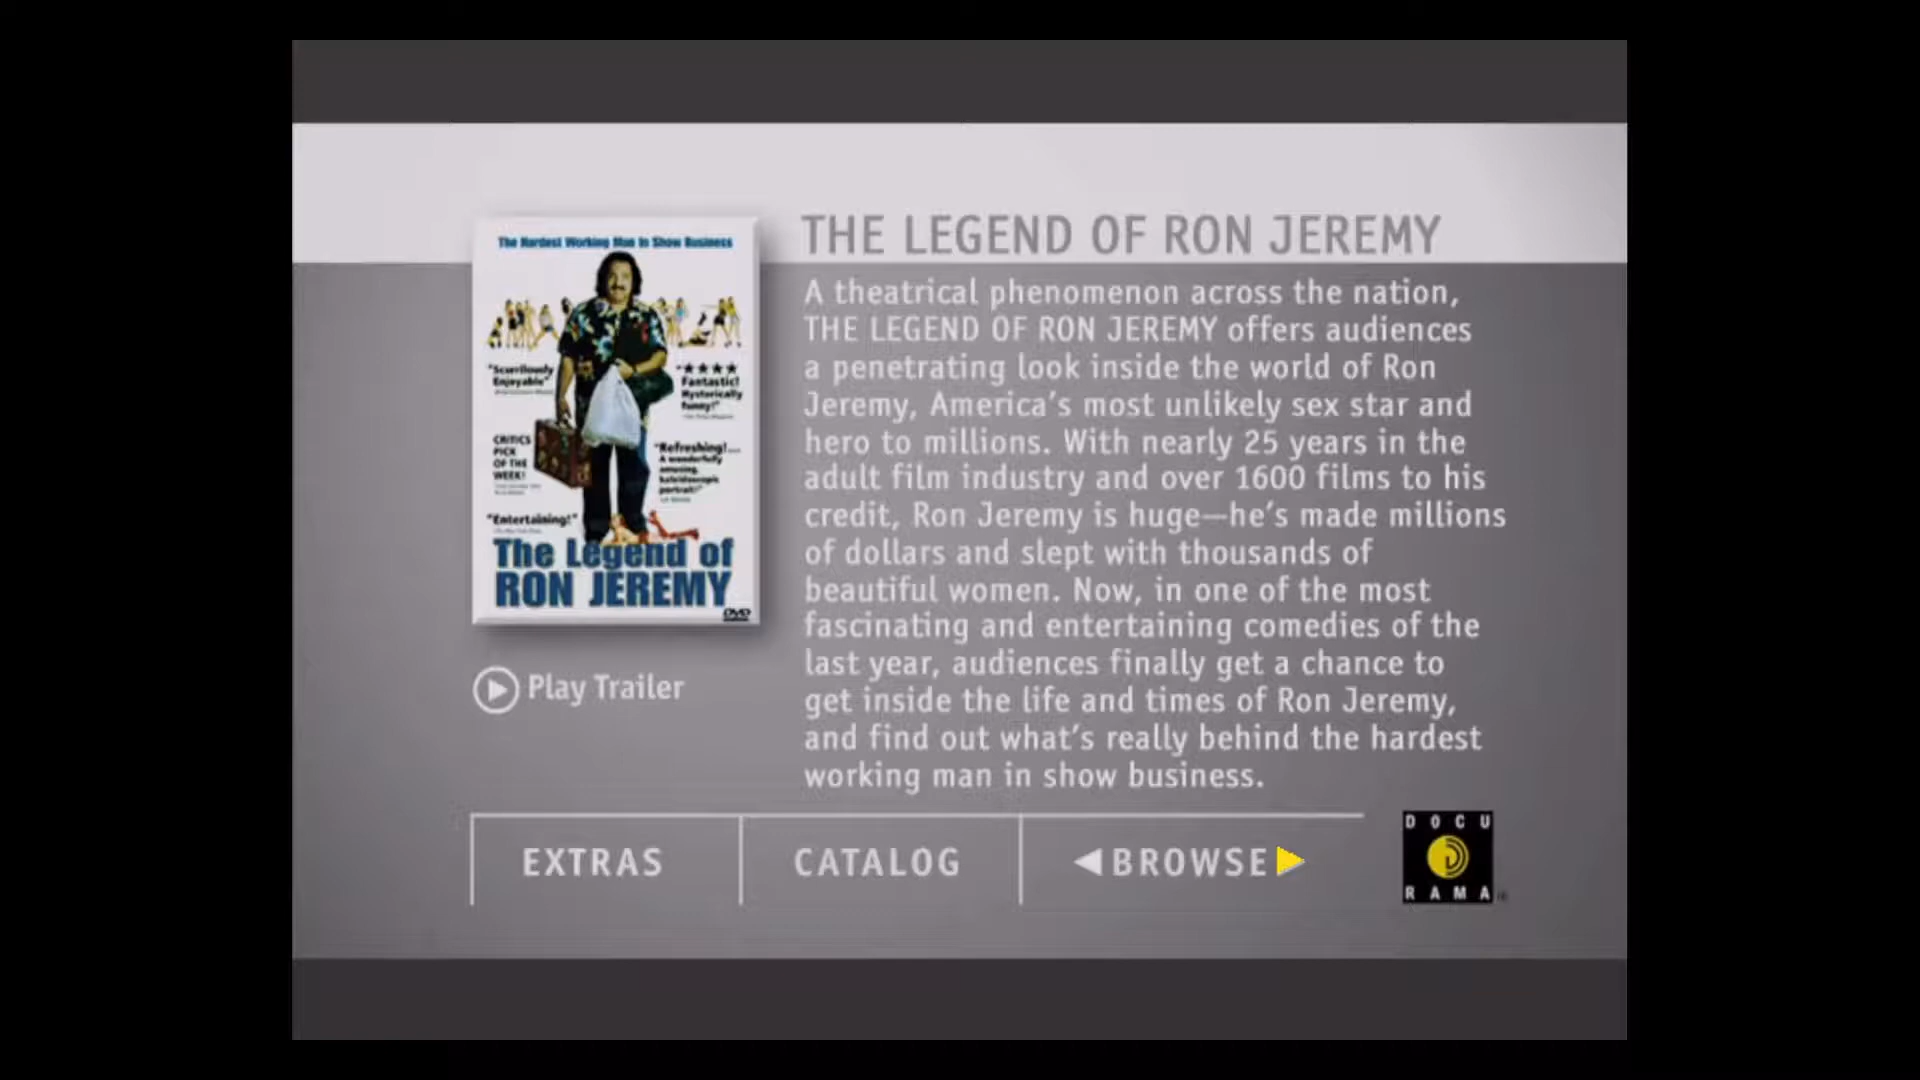 The Hardest Working Man In Show Business
"Scurrilously
Enjoyable"
"★★★★
Fantastic!
Hysterically
funny!"
CRITICS
PICK
OF THE
WEEK!
"Refreshing!...
A wonderfully
amusing,
kaleidoscopic
portrait!"
"Entertaining!"
The Legend of
RON JEREMY
DVD
Play Trailer
THE LEGEND OF RON JEREMY
A theatrical phenomenon across the nation,
THE LEGEND OF RON JEREMY offers audiences
a penetrating look inside the world of Ron
Jeremy, America's most unlikely sex star and
hero to millions. With nearly 25 years in the
adult film industry and over 1600 films to his
credit, Ron Jeremy is huge—he's made millions
of dollars and slept with thousands of
beautiful women. Now, in one of the most
fascinating and entertaining comedies of the
last year, audiences finally get a chance to
get inside the life and times of Ron Jeremy,
and find out what's really behind the hardest
working man in show business.
EXTRAS
CATALOG
BROWSE
DOCU
RAMA